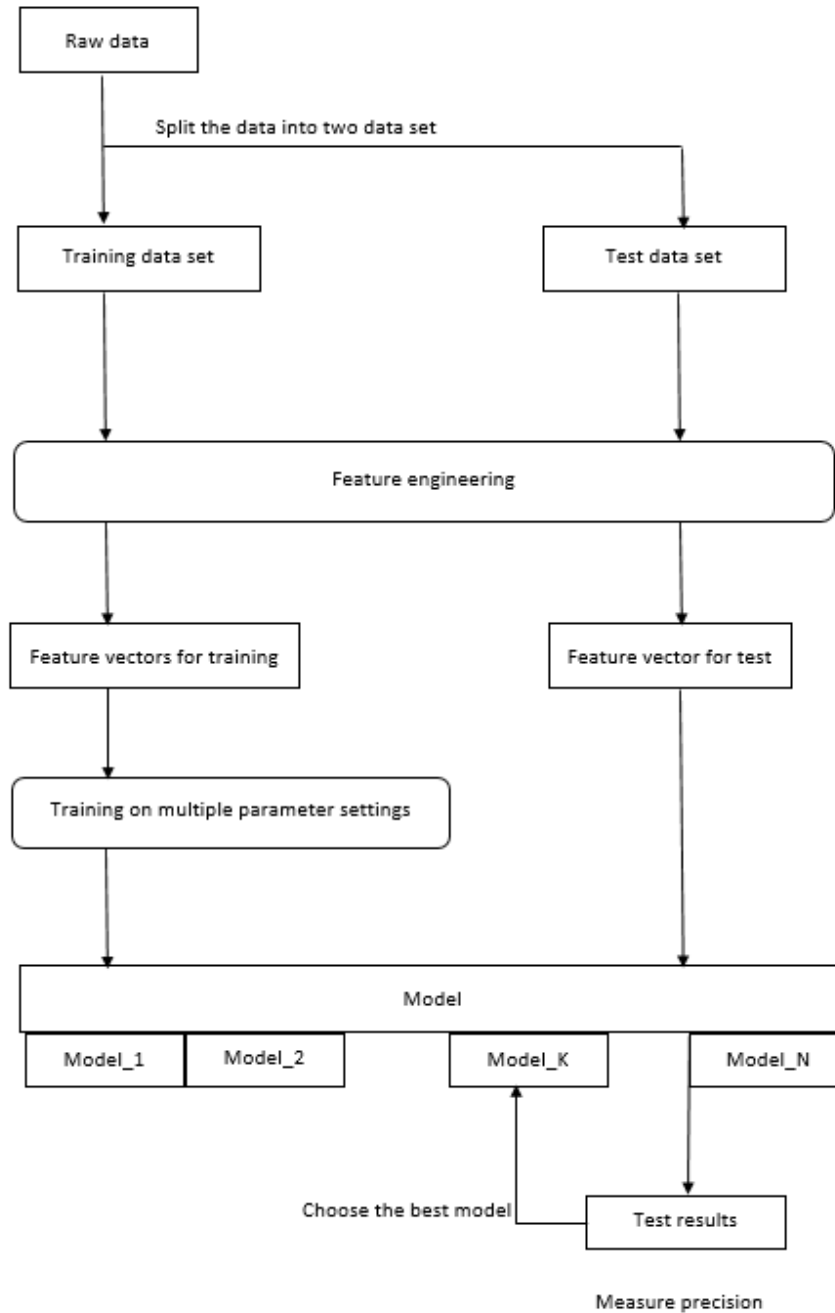 Raw data
Split the data into two data set
Training data set
Test data set
Feature engineering
Feature vectors for training
Feature vector for test
Training on multiple parameter settings
Model
Model_1
Model_2
Model_K
Model_N
Choose the best model
Test results
Measure precision